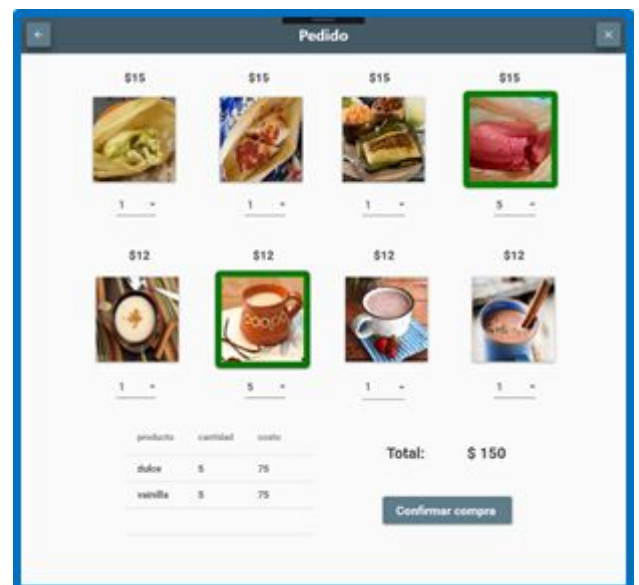 Pedido
$15 $15 $15 $15
1 1 1 5
$12 $12 $12 $12
1 5 1 1
producto cantidad costo
dulce 5 75
vainilla 5 75
Total: $ 150
Confirmar compra